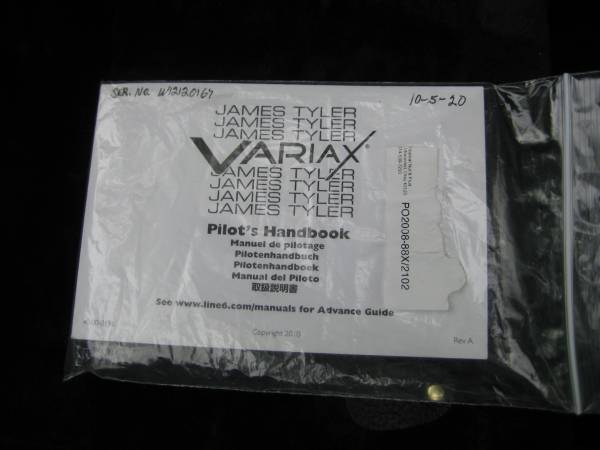 SER. No. W72120167
10-5-20
JAMES TYLER
JAMES TYLER
JAMES TYLER
VARIAX®
JAMES TYLER
JAMES TYLER
JAMES TYLER
JAMES TYLER
Pilot's Handbook
Manuel de pilotage
Pilotenhandbuch
Pilotenhandboek
Manual del Piloto
取扱説明書
See www.line6.com/manuals for Advance Guide
Copyright 2010
Rev A
PO2008-88X/2102